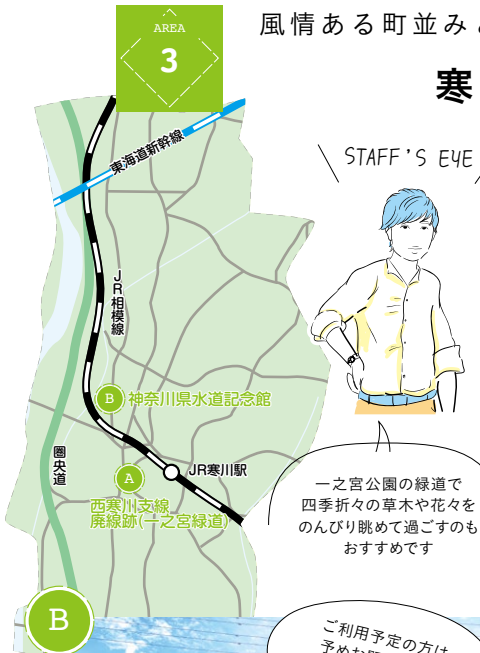 AREA
3
風情ある町並み
寒
STAFF'S EYE
東海道新幹線
JR相模線
B
神奈川県水道記念館
圏央道
JR寒川駅
A
西寒川支線
廃線跡(一之宮緑道)
一之宮公園の緑道で
四季折々の草木や花々を
のんびり眺めて過ごすのも
おすすめです
B
ご利用予定の方は